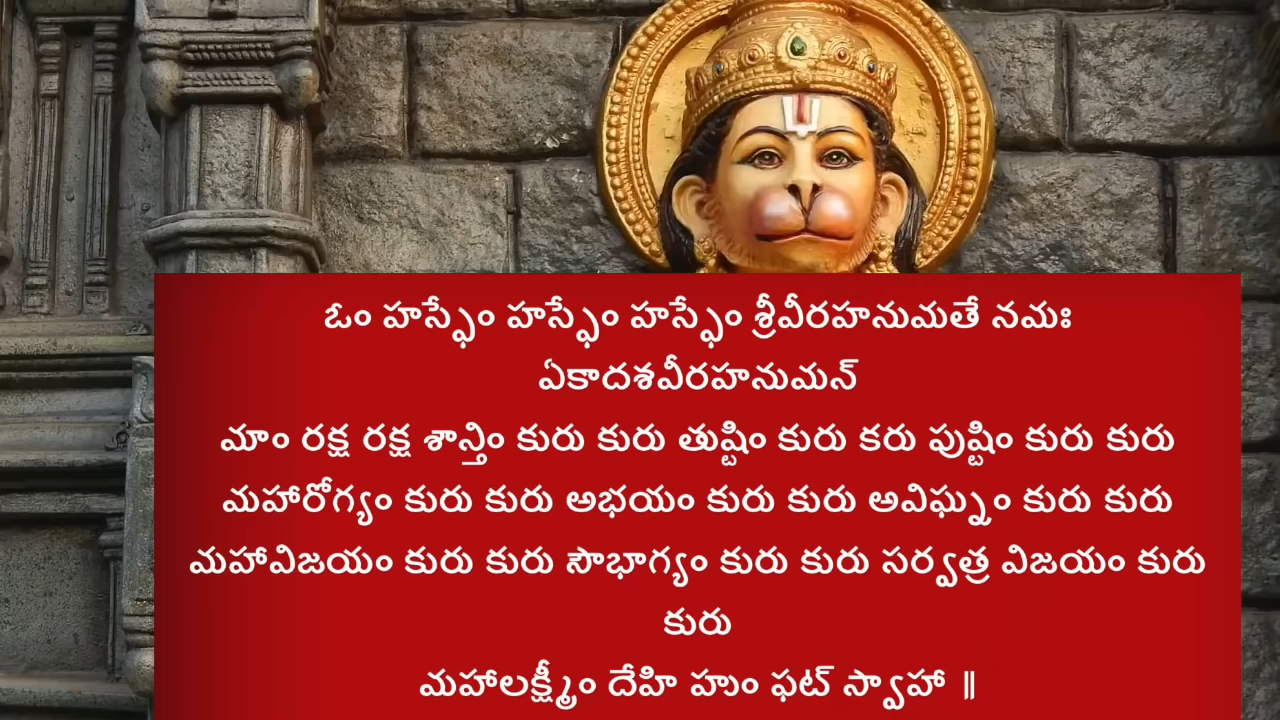 ఓం హస్ఫేం హస్ఫేం హస్ఫేం శ్రీవీరహనుమతే నమః
ఏకాదశవీరహనుమన్
మాం రక్ష రక్ష శాన్తిం కురు కురు తుష్టిం కురు కరు పుష్టిం కురు కురు
మహారోగ్యం కురు కురు అభయం కురు కురు అవిఘ్నం కురు కురు
మహావిజయం కురు కురు సౌభాగ్యం కురు కురు సర్వత్ర విజయం కురు
కురు
మహాలక్ష్మీం దేహి హుం ఫట్ స్వాహా ॥